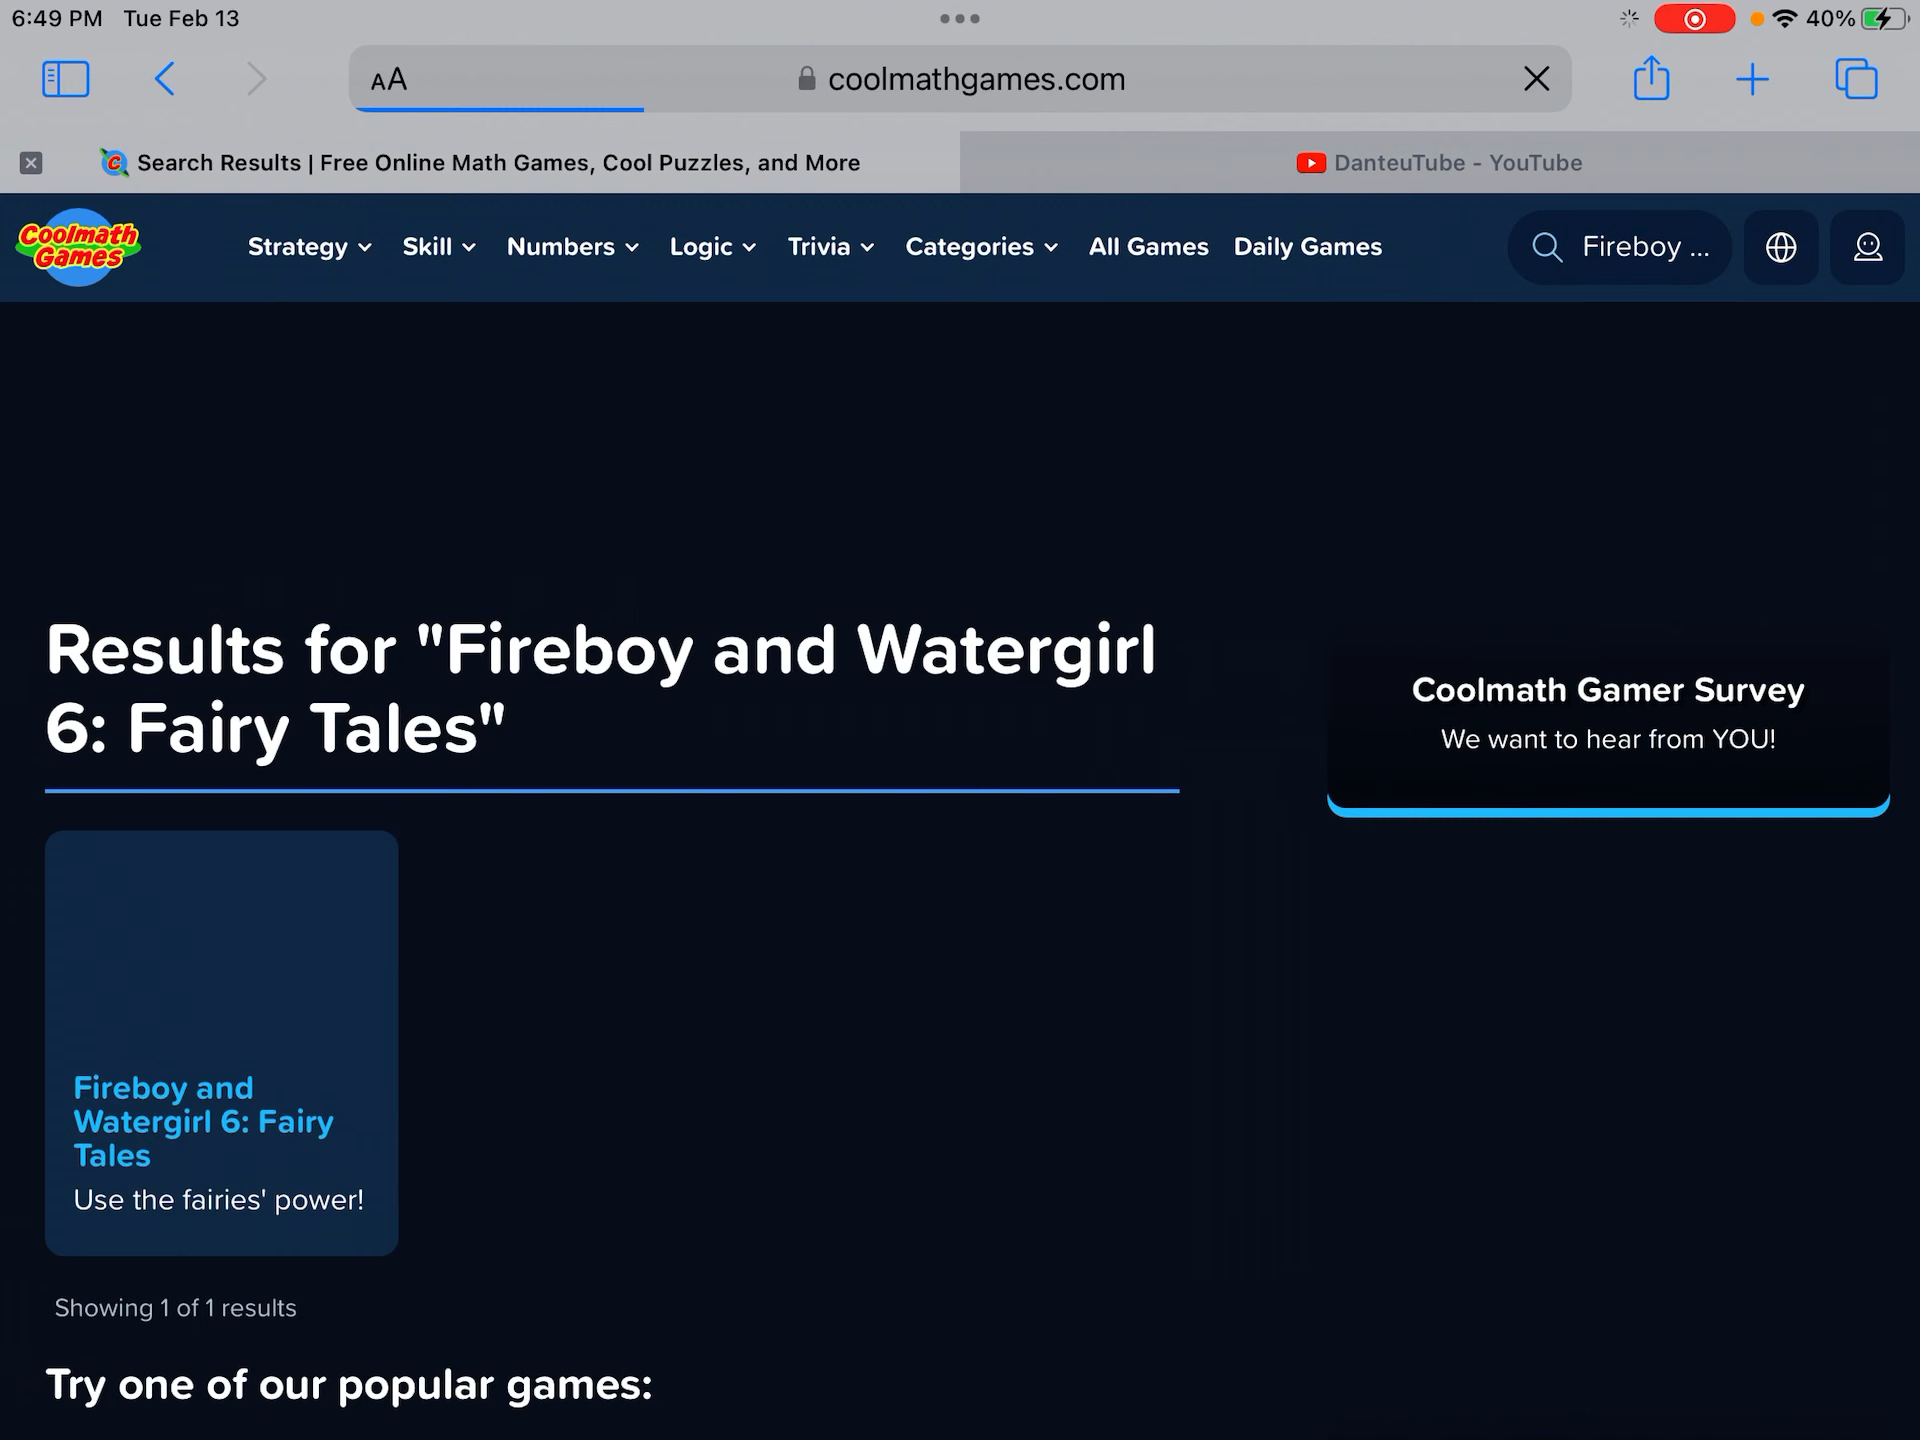 6:49 PM Tue Feb 13
40%
AA
coolmathgames.com
Search Results | Free Online Math Games, Cool Puzzles, and More
DanteuTube - YouTube
Coolmath
Games
Strategy
Skill
Numbers
Logic
Trivia
Categories
All Games
Daily Games
Fireboy ...
Results for "Fireboy and Watergirl
6: Fairy Tales"
Coolmath Gamer Survey
We want to hear from YOU!
Fireboy and
Watergirl 6: Fairy
Tales
Use the fairies' power!
Showing 1 of 1 results
Try one of our popular games: